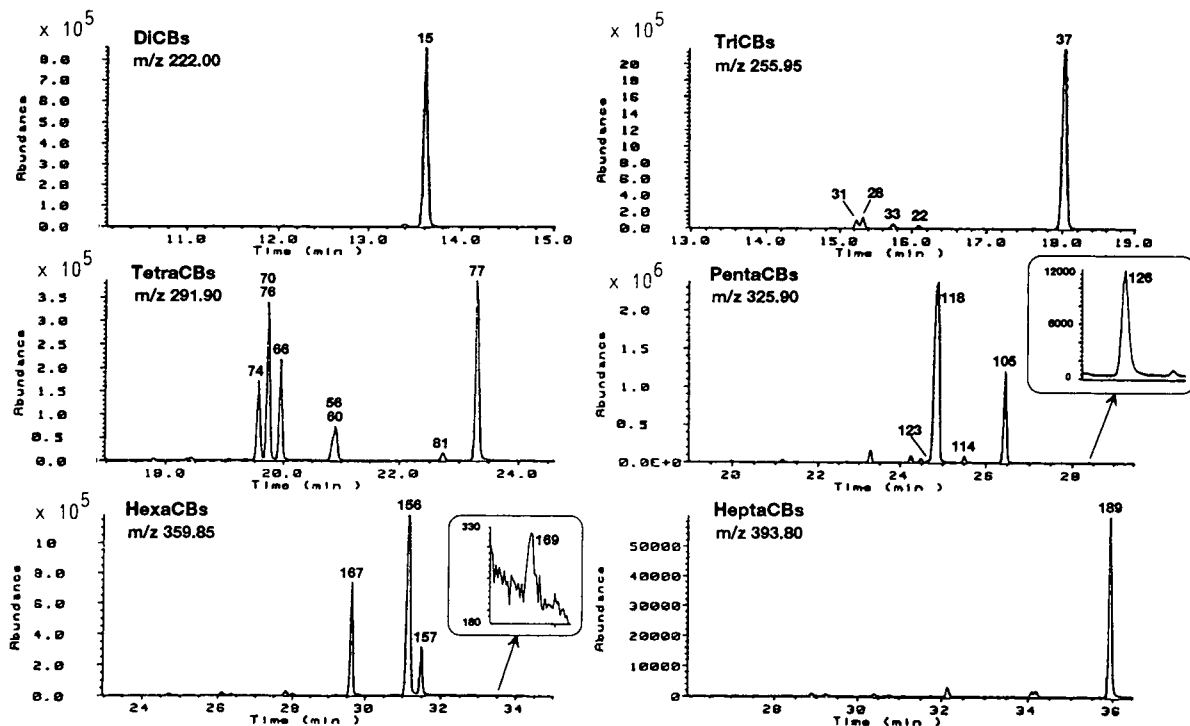 x 10⁵
DiCBs
m/z 222.00
15
Abundance
8.0
7.0
6.0
5.0
4.0
3.0
2.0
1.0
0.0
11.0 12.0 13.0 14.0 15.0
Time (min)
x 10⁵
TriCBs
m/z 255.95
37
Abundance
20
18
16
14
12
10
8.0
6.0
4.0
2.0
0.0
31 28 33 22
13.0 14.0 15.0 16.0 17.0 18.0 19.0
Time (min)
x 10⁵
TetraCBs
m/z 291.90
70
76
77
74
66
56
60
81
Abundance
3.5
3.0
2.5
2.0
1.5
1.0
0.5
0.0
18.0 20.0 22.0 24.0
Time (min)
x 10⁶
PentaCBs
m/z 325.90
118
105
123
114
Abundance
2.0
1.5
1.0
0.5
0.0E+0
20 22 24 26 28
Time (min)
12000
6000
0
126
x 10⁵
HexaCBs
m/z 359.85
156
167
157
Abundance
10
8.0
6.0
4.0
2.0
0.0
24 26 28 30 32 34
Time (min)
330
180
169
HeptaCBs
m/z 393.80
189
Abundance
50000
40000
30000
20000
10000
0
28 30 32 34 36
Time (min)